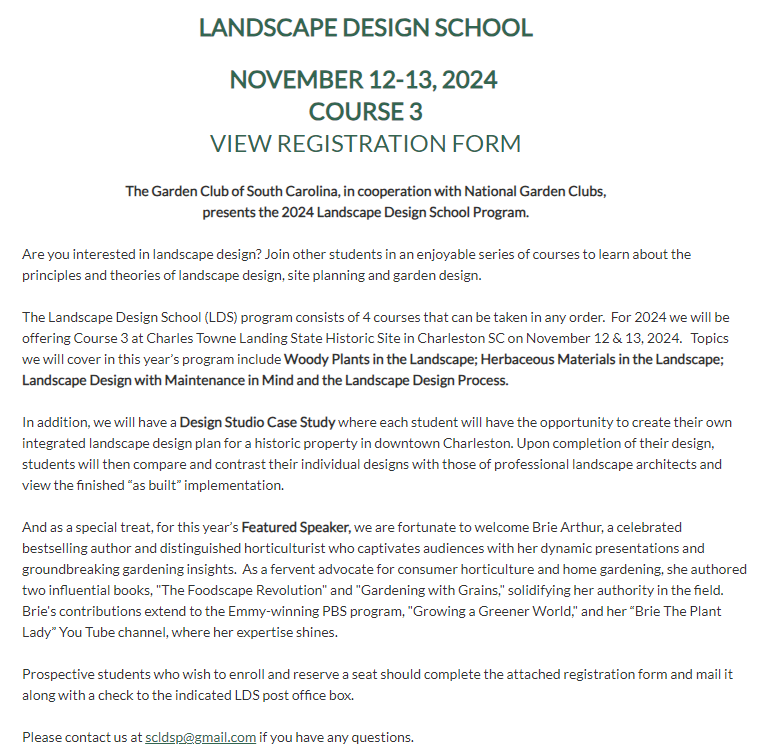 LANDSCAPE DESIGN SCHOOL
NOVEMBER 12-13, 2024
COURSE 3
VIEW REGISTRATION FORM
The Garden Club of South Carolina, in cooperation with National Garden Clubs,
presents the 2024 Landscape Design School Program.
Are you interested in landscape design? Join other students in an enjoyable series of courses to learn about the
principles and theories of landscape design, site planning and garden design.
The Landscape Design School (LDS) program consists of 4 courses that can be taken in any order. For 2024 we will be
offering Course 3 at Charles Towne Landing State Historic Site in Charleston SC on November 12 & 13, 2024. Topics
we will cover in this year's program include Woody Plants in the Landscape; Herbaceous Materials in the Landscape;
Landscape Design with Maintenance in Mind and the Landscape Design Process.
In addition, we will have a Design Studio Case Study where each student will have the opportunity to create their own
integrated landscape design plan for a historic property in downtown Charleston. Upon completion of their design,
students will then compare and contrast their individual designs with those of professional landscape architects and
view the finished “as built” implementation.
And as a special treat, for this year's Featured Speaker, we are fortunate to welcome Brie Arthur, a celebrated
bestselling author and distinguished horticulturist who captivates audiences with her dynamic presentations and
groundbreaking gardening insights. As a fervent advocate for consumer horticulture and home gardening, she authored
two influential books, "The Foodscape Revolution" and "Gardening with Grains," solidifying her authority in the field.
Brie's contributions extend to the Emmy-winning PBS program, "Growing a Greener World," and her “Brie The Plant
Lady” You Tube channel, where her expertise shines.
Prospective students who wish to enroll and reserve a seat should complete the attached registration form and mail it
along with a check to the indicated LDS post office box.
Please contact us at scldsp@gmail.com if you have any questions.